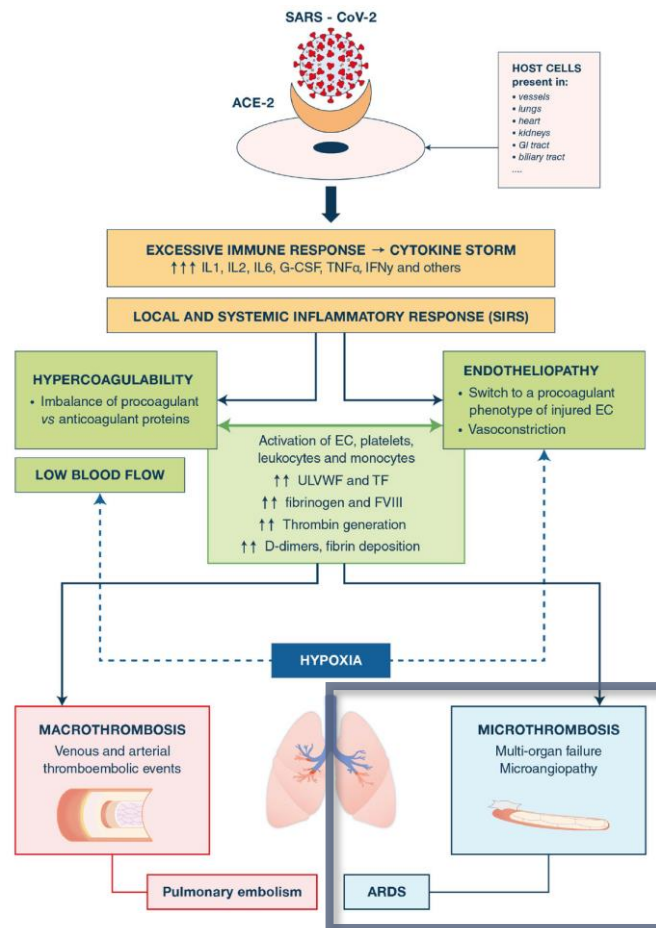 SARS - CoV-2
ACE-2
HOST CELLS
present in:
• vessels
• lungs
• heart
• kidneys
• GI tract
• biliary tract
....
EXCESSIVE IMMUNE RESPONSE → CYTOKINE STORM
↑↑↑ IL1, IL2, IL6, G-CSF, TNFα, IFNγ and others
LOCAL AND SYSTEMIC INFLAMMATORY RESPONSE (SIRS)
HYPERCOAGULABILITY
• Imbalance of procoagulant
vs anticoagulant proteins
ENDOTHELIOPATHY
• Switch to a procoagulant
phenotype of injured EC
• Vasoconstriction
LOW BLOOD FLOW
Activation of EC, platelets,
leukocytes and monocytes
↑↑ ULVWF and TF
↑↑ fibrinogen and FVIII
↑↑ Thrombin generation
↑↑ D-dimers, fibrin deposition
HYPOXIA
MACROTHROMBOSIS
Venous and arterial
thromboembolic events
MICROTHROMBOSIS
Multi-organ failure
Microangiopathy
Pulmonary embolism
ARDS